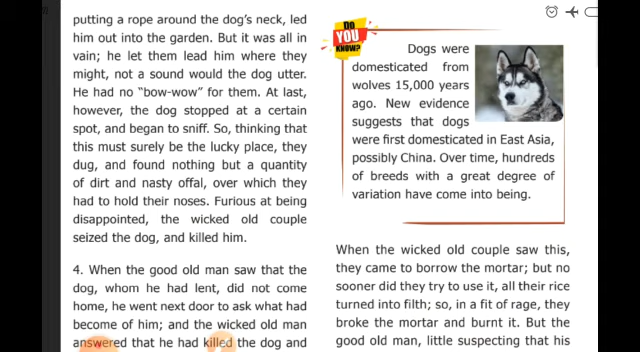 putting a rope around the dog's neck, led
him out into the garden. But it was all in
vain; he let them lead him where they
might, not a sound would the dog utter.
He had no "bow-wow" for them. At last,
however, the dog stopped at a certain
spot, and began to sniff. So, thinking that
this must surely be the lucky place, they
dug, and found nothing but a quantity
of dirt and nasty offal, over which they
had to hold their noses. Furious at being
disappointed, the wicked old couple
seized the dog, and killed him.
4. When the good old man saw that the
dog, whom he had lent, did not come
home, he went next door to ask what had
become of him; and the wicked old man
answered that he had killed the dog and
DO
YOU
KNOW?
Dogs were
domesticated from
wolves 15,000 years
ago. New evidence
suggests that dogs
were first domesticated in East Asia,
possibly China. Over time, hundreds
of breeds with a great degree of
variation have come into being.
When the wicked old couple saw this,
they came to borrow the mortar; but no
sooner did they try to use it, all their rice
turned into filth; so, in a fit of rage, they
broke the mortar and burnt it. But the
good old man, little suspecting that his